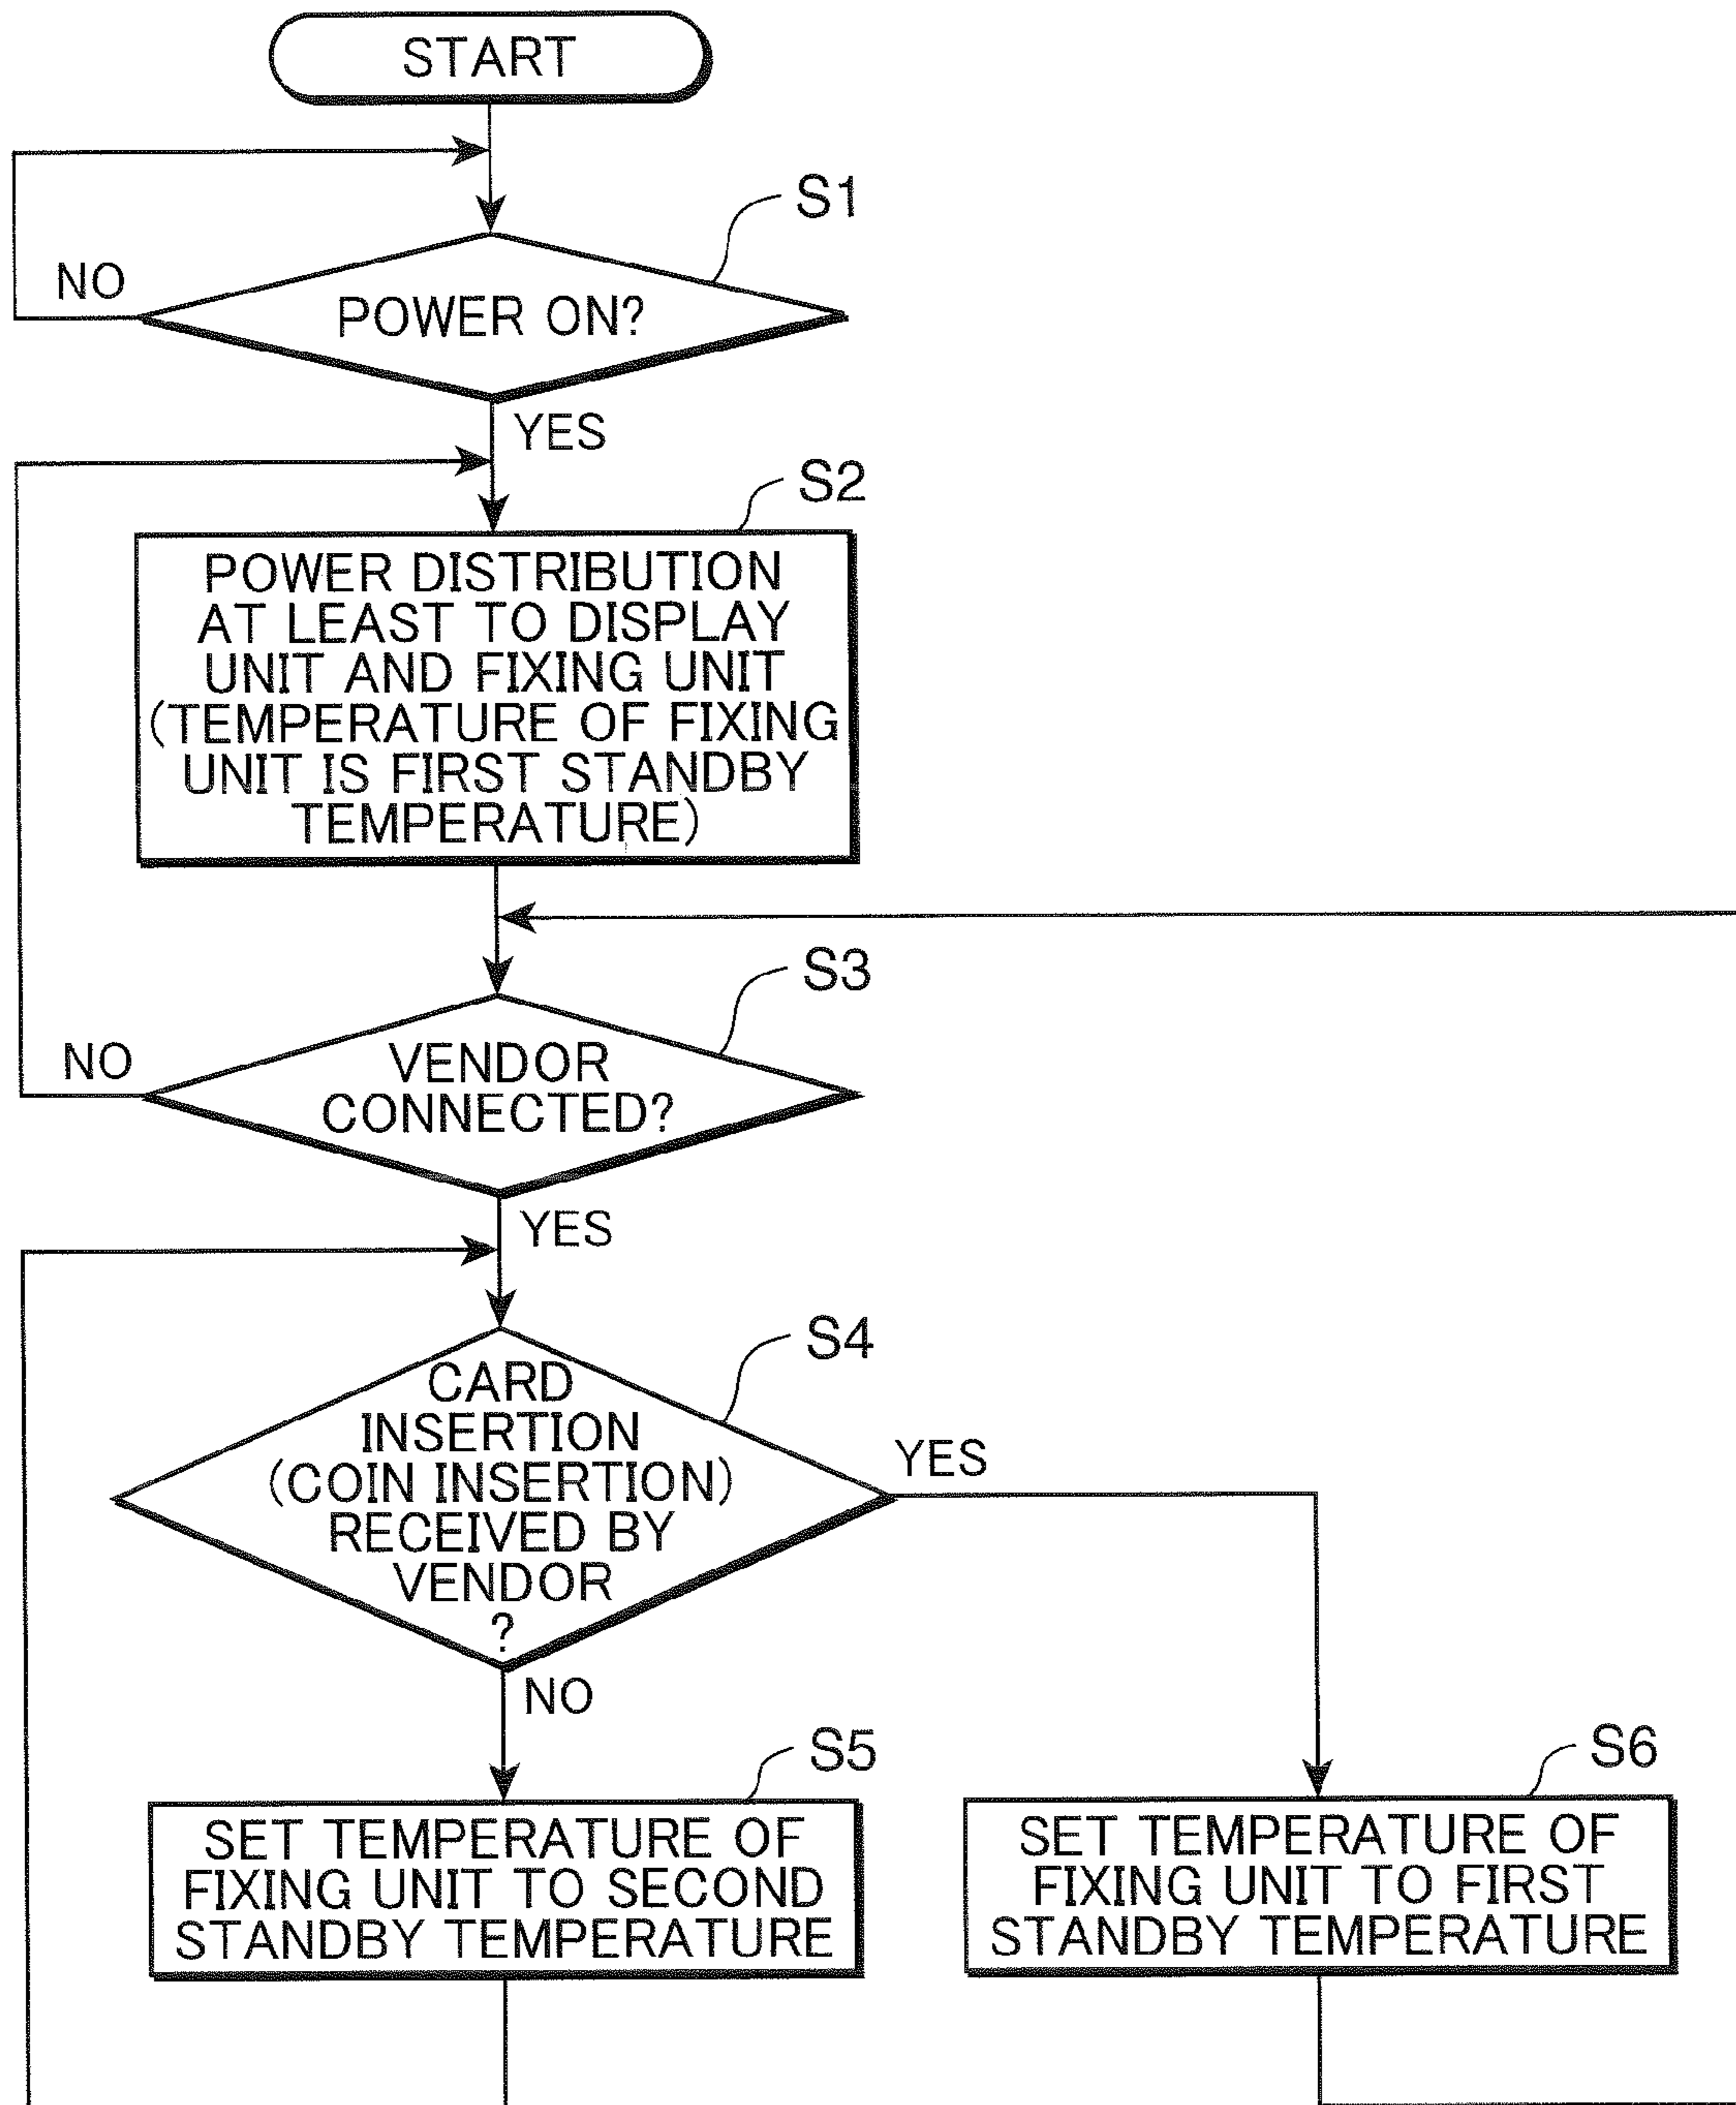 START
S1
NO
POWER ON?
YES
S2
POWER DISTRIBUTION
AT LEAST TO DISPLAY
UNIT AND FIXING UNIT
(TEMPERATURE OF FIXING
UNIT IS FIRST STANDBY
TEMPERATURE)
S3
NO
VENDOR
CONNECTED?
YES
S4
CARD
INSERTION
(COIN INSERTION)
RECEIVED BY
VENDOR
?
YES
NO
S5
SET TEMPERATURE OF
FIXING UNIT TO SECOND
STANDBY TEMPERATURE
S6
SET TEMPERATURE OF
FIXING UNIT TO FIRST
STANDBY TEMPERATURE